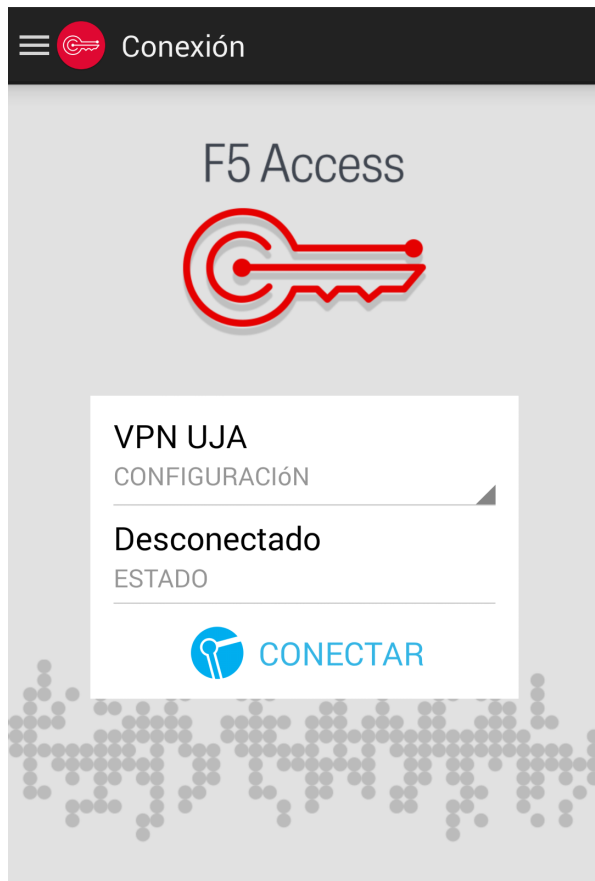 Conexión
F5 Access
VPN UJA
CONFIGURACIóN
Desconectado
ESTADO
CONECTAR